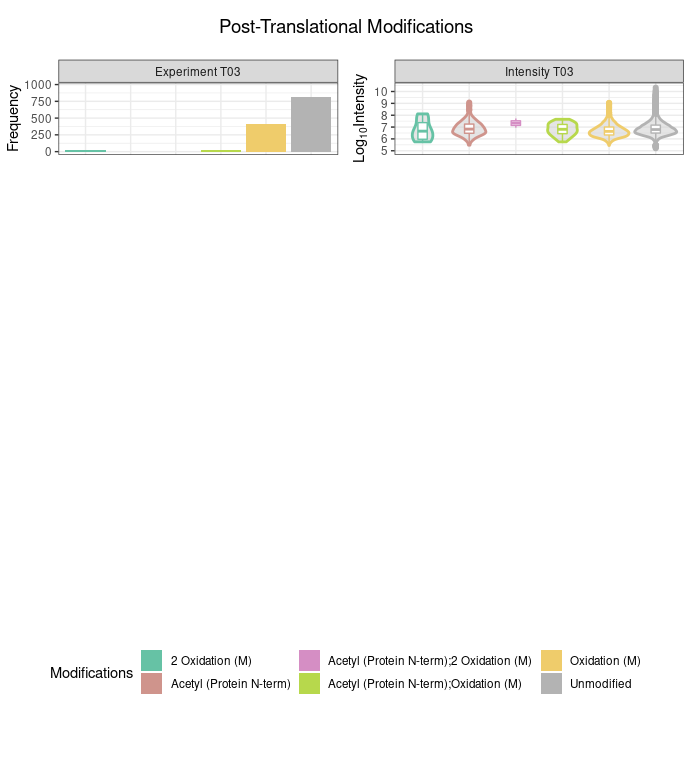 Post-Translational Modifications
Experiment T03
Intensity T03
Frequency
1000
750
500
250
0
Log₁₀Intensity
10
9
8
7
6
5
Modifications
2 Oxidation (M)
Acetyl (Protein N-term);2 Oxidation (M)
Oxidation (M)
Acetyl (Protein N-term)
Acetyl (Protein N-term);Oxidation (M)
Unmodified